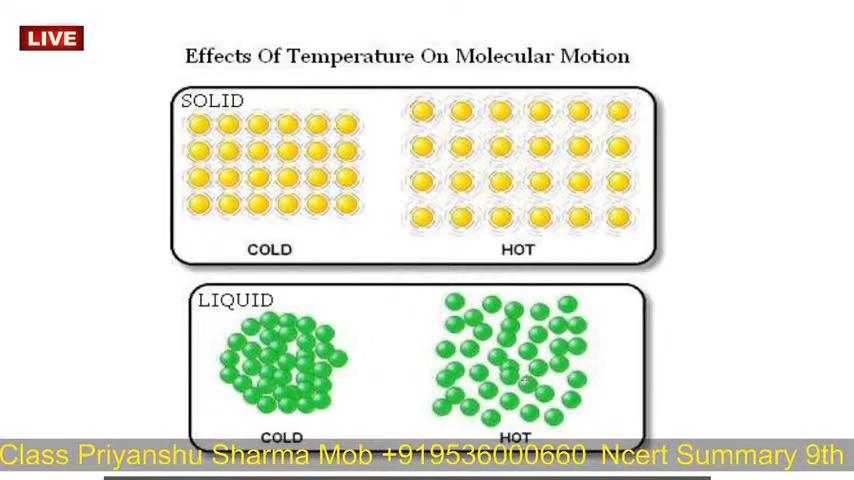 LIVE
Effects Of Temperature On Molecular Motion
SOLID
COLD HOT
LIQUID
COLD HOT
Class Priyanshu Sharma Mob +919536000660 Ncert Summary 9th